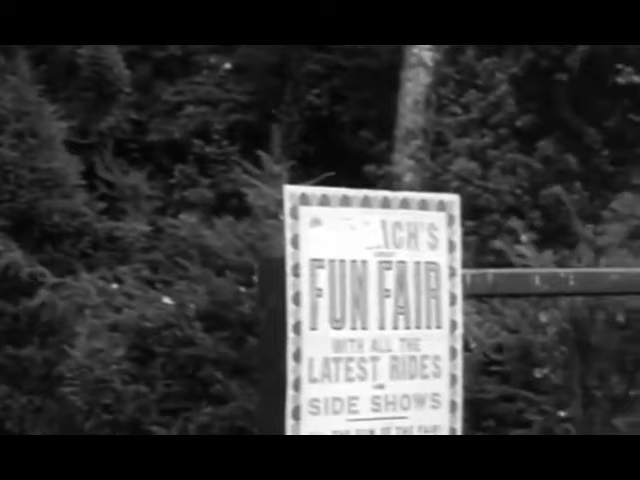 FUN FAIR
WITH ALL THE
LATEST RIDES
SIDE SHOWS